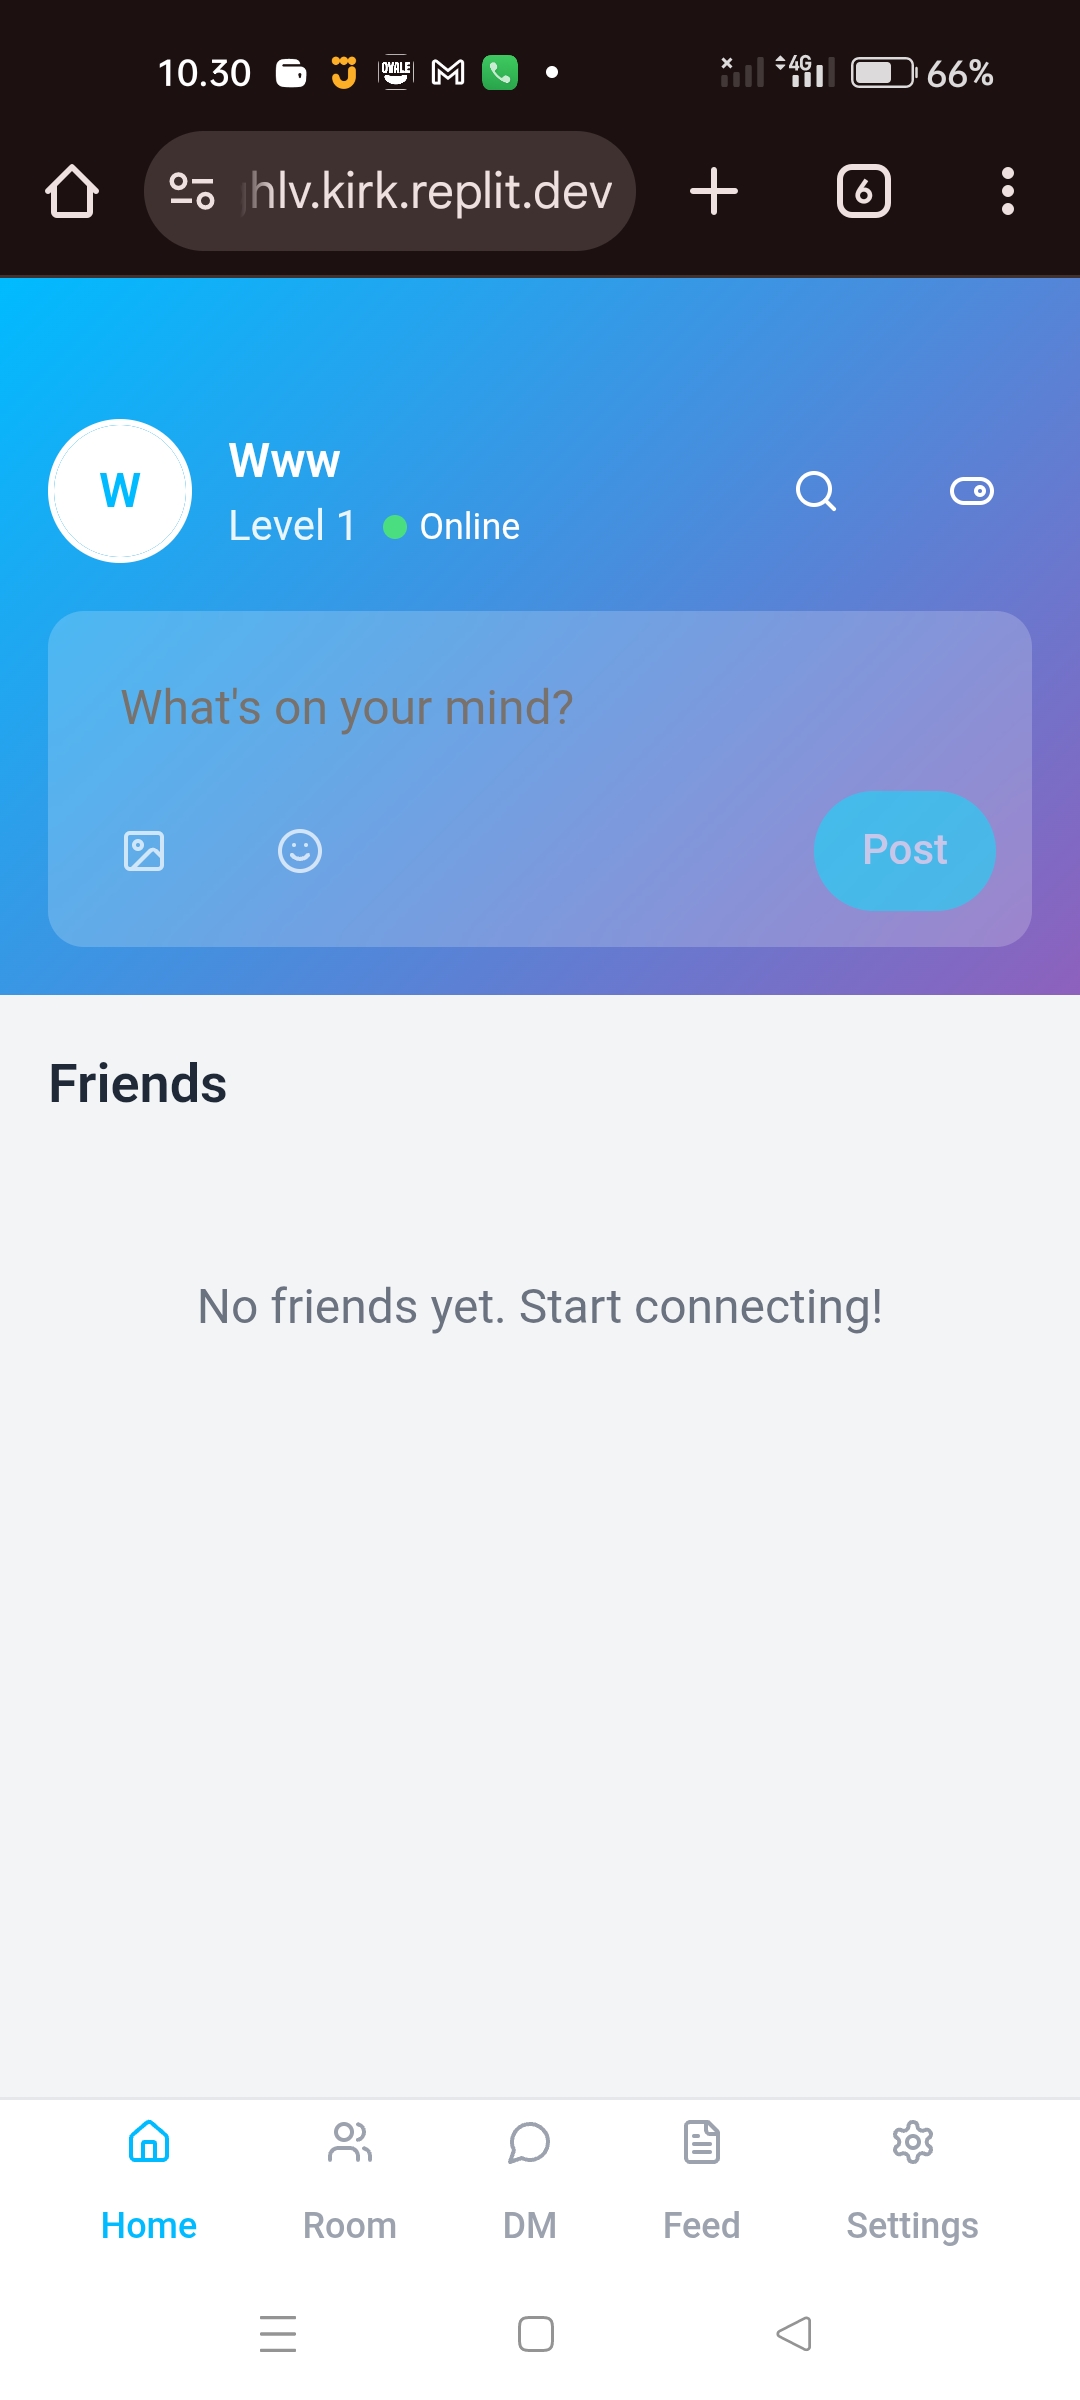 10.30
OVALE
4G
66%
hlv.kirk.replit.dev
6
W
Www
Level 1
Online
What's on your mind?
Post
Friends
No friends yet. Start connecting!
Home
Room
DM
Feed
Settings